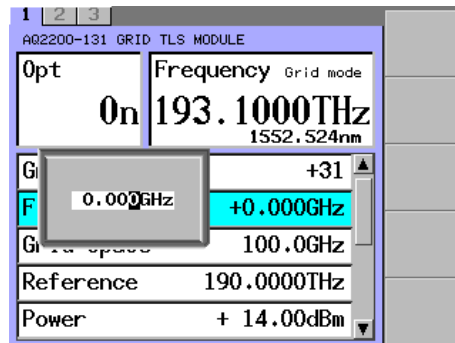 1 2 3
AQ2200-131 GRID TLS MODULE
Opt
On
Frequency Grid mode
193.1000THz
1552.524nm
+31
0.000GHz
+0.000GHz
100.0GHz
Reference 190.0000THz
Power + 14.00dBm